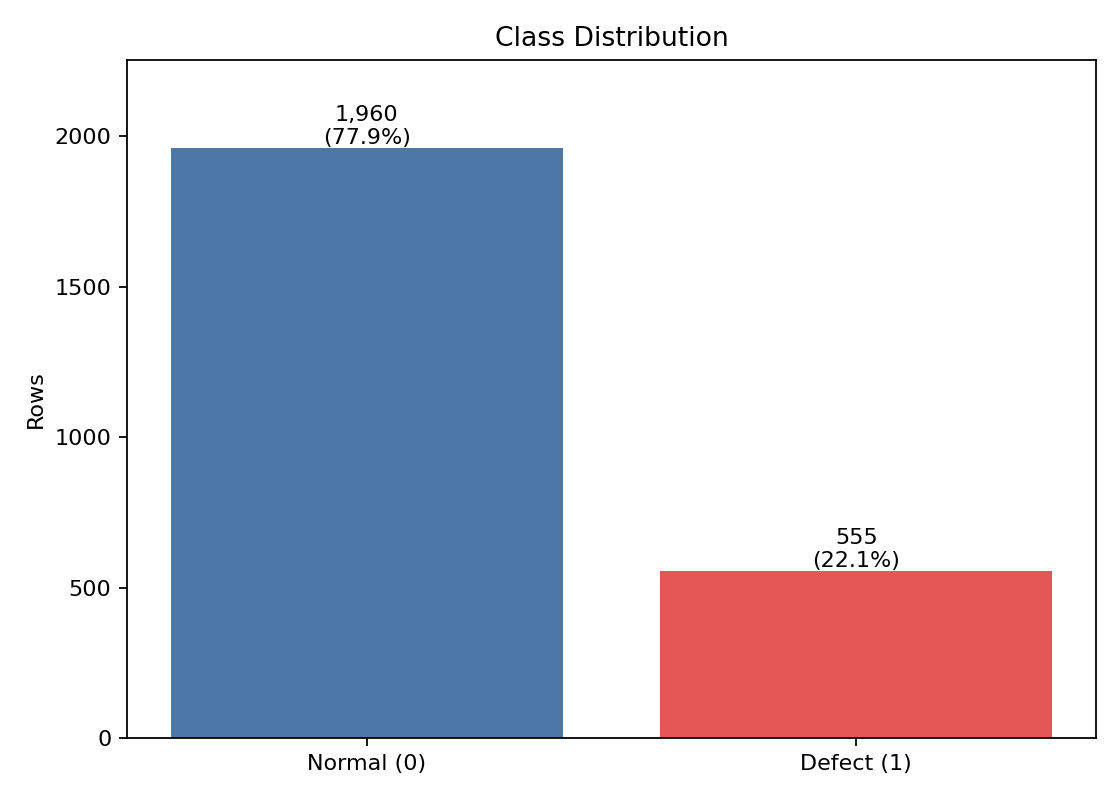 Class Distribution
1,960
(77.9%)
2000
1500
1000
500
0
Rows
555
(22.1%)
Normal (0)
Defect (1)